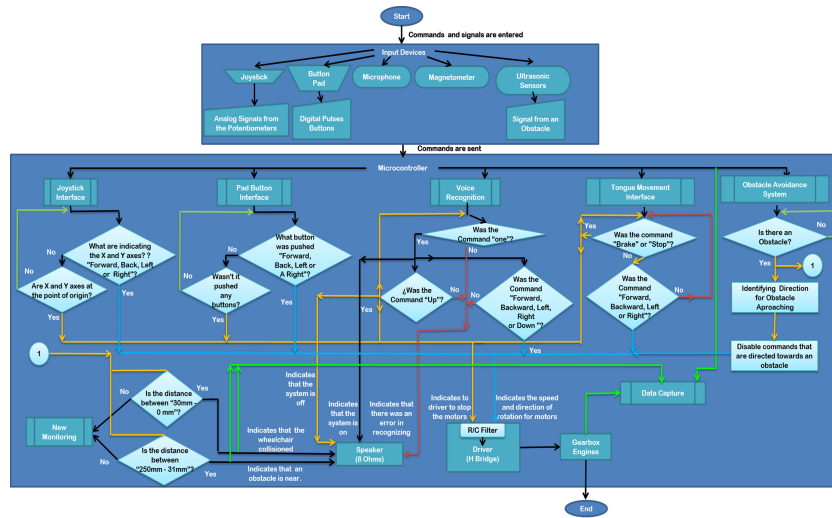 Start
Commands and signals are entered
Input Devices
Joystick
Button
Pad
Microphone
Magnetometer
Ultrasonic
Sensors
Analog Signals from
the Potentiometers
Digital Pulses
Buttons
Signal from an
Obstacle
Commands are sent
Microcontroller
Joystick
Interface
Pad Button
Interface
Voice
Recognition
Tongue Movement
Interface
Obstacle Avoidance
System
What are indicating
the X and Y axes? ?
"Forward, Back, Left
or Right"?
No
Are X and Y axes at
the point of origin?
Yes
Yes
What button
was pushed
"Forward,
Back, Left or
A Right"?
No
No
Wasn't it
pushed
any
buttons?
Yes
Yes
Was the
Command "one"?
Yes
No
¿Was the
Command "Up"?
No
Yes
No
Was the
Command
"Forward,
Backward, Left,
Right
or Down "?
Yes
Yes
Was the command
"Brake" or "Stop"?
No
Was the
Command
"Forward,
Backward, Left
or Right"?
No
Yes
Is there an
Obstacle?
No
Yes
1
Identifying Direction
for Obstacle
Aproaching
Disable commands that
are directed towards an
obstacle
1
Is the distance
between "30mm -
0 mm"?
No
Yes
New
Monitoring
Is the distance
between
"250mm - 31mm"?
No
Yes
Indicates that the
wheelchair
collisioned
Indicates that an
obstacle is near.
Indicates
that the
system is
off
Indicates
that the
system is
on
Indicates
that there was
an error in
recognizing
Speaker
(8 Ohms)
Indicates to
driver to stop
the motors
Indicates the speed
and direction of
rotation for motors
R/C Filter
Driver
(H Bridge)
Gearbox
Engines
Data Capture
End